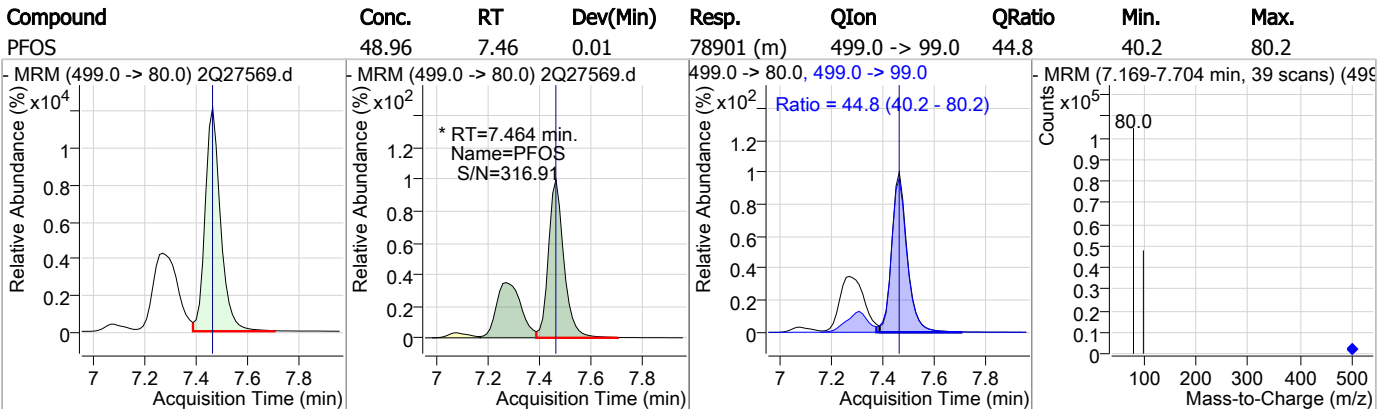 Compound Conc. RT Dev(Min) Resp. QIon QRatio Min. Max.
PFOS 48.96 7.46 0.01 78901 (m) 499.0 -> 99.0 44.8 40.2 80.2
- MRM (499.0 -> 80.0) 2Q27569.d
Relative Abundance (%)
x10⁴
1
0.8
0.6
0.4
0.2
0
7 7.2 7.4 7.6 7.8
Acquisition Time (min)
- MRM (499.0 -> 80.0) 2Q27569.d
Relative Abundance (%)
x10²
* RT=7.464 min.
Name=PFOS
S/N=316.91
1.2
1
0.8
0.6
0.4
0.2
0
7 7.2 7.4 7.6 7.8
Acquisition Time (min)
499.0 -> 80.0, 499.0 -> 99.0
Relative Abundance (%)
x10²
Ratio = 44.8 (40.2 - 80.2)
1.2
1
0.8
0.6
0.4
0.2
0
7 7.2 7.4 7.6 7.8
Acquisition Time (min)
- MRM (7.169-7.704 min, 39 scans) (499
Counts
x10⁵
80.0
1
0.9
0.8
0.7
0.6
0.5
0.4
0.3
0.2
0.1
0
100 200 300 400 500
Mass-to-Charge (m/z)